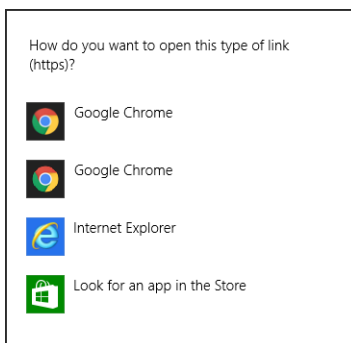 How do you want to open this type of link
(https)?
Google Chrome
Google Chrome
Internet Explorer
Look for an app in the Store